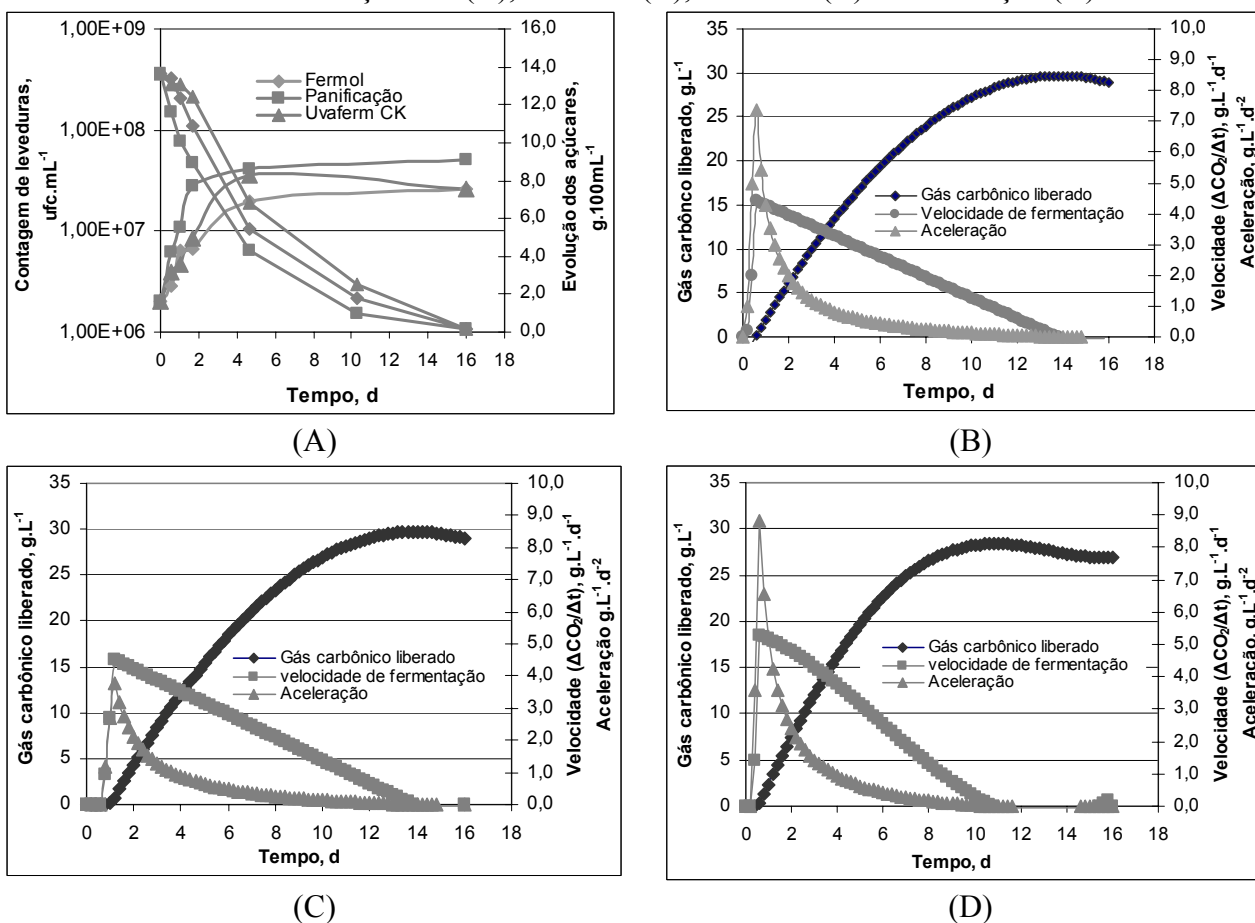 1,00E+09
1,00E+08
1,00E+07
1,00E+06
Contagem de leveduras,
ufc.mL-1
Fermol
Panificação
Uvaferm CK
16,0
14,0
12,0
10,0
8,0
6,0
4,0
2,0
0,0
Evolução dos açúcares,
g.100mL-1
0 2 4 6 8 10 12 14 16 18
Tempo, d
(A)
35
30
25
20
15
10
5
0
Gás carbônco liberado, g.L-1
Gás carbônico liberado
Velocidade de fermentação
Aceleração
10,0
9,0
8,0
7,0
6,0
5,0
4,0
3,0
2,0
1,0
0,0
Velocidade (ΔCO2/Δt), g.L-1.d-1
Aceleração, g.L-1.d-2
0 2 4 6 8 10 12 14 16 18
Tempo, d
(B)
35
30
25
20
15
10
5
0
Gás carbônico liberado, g.L-1
Gás carbônico liberado
velocidade de fermentação
Aceleração
10,0
9,0
8,0
7,0
6,0
5,0
4,0
3,0
2,0
1,0
0,0
Velocidade (ΔCO2/Δt), g.L-1.d-1
Aceleração g.L-1.d-2
0 2 4 6 8 10 12 14 16 18
Tempo, d
(C)
35
30
25
20
15
10
5
0
Gás carbônico liberado, g.L-1
Gás carbônico liberado
velocidade de fermentação
Aceleração
10,0
9,0
8,0
7,0
6,0
5,0
4,0
3,0
2,0
1,0
0,0
Velocidade (ΔCO2/Δt), g.L-1.d-1
Aceleração, g.L-1.d-2
0 2 4 6 8 10 12 14 16 18
Tempo, d
(D)